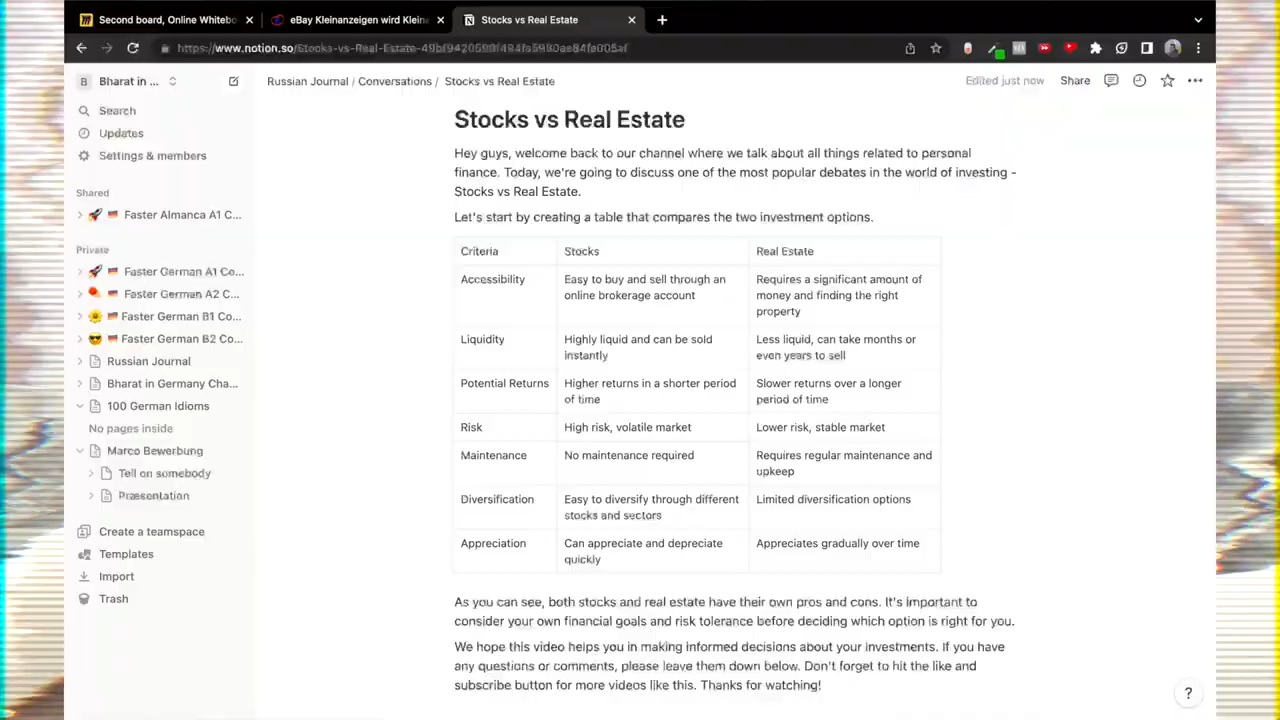 Second board, Online Whitebo
eBay Kleinanzeigen wird Kleine
Stocks vs Real Estate
https://www.notion.so/Stocks-vs-Real-Estate-
B Bharat in ...
Russian Journal / Conversations / Stocks vs Real Estate
Edited just now
Share
Search
Updates
Settings & members
Shared
Faster Almanca A1 C...
Private
Faster German A1 Co...
Faster German A2 C...
Faster German B1 Co...
Faster German B2 Co...
Russian Journal
Bharat in Germany Cha...
100 German Idioms
No pages inside
Marco Bewerbung
Tell on somebody
Præsentation
Create a teamspace
Templates
Import
Trash
Stocks vs Real Estate
Hey guys, welcome back to our channel where we talk about all things related to personal
finance. Today, we're going to discuss one of the most popular debates in the world of investing -
Stocks vs Real Estate.
Let's start by creating a table that compares the two investment options.
Criteria
Stocks
Real Estate
Accessibility
Easy to buy and sell through an
online brokerage account
Requires a significant amount of
money and finding the right
property
Liquidity
Highly liquid and can be sold
instantly
Less liquid, can take months or
even years to sell
Potential Returns
Higher returns in a shorter period
of time
Slower returns over a longer
period of time
Risk
High risk, volatile market
Lower risk, stable market
Maintenance
No maintenance required
Requires regular maintenance and
upkeep
Diversification
Easy to diversify through different
stocks and sectors
Limited diversification options
Appreciation
Can appreciate and depreciate
quickly
Appreciates gradually over time
As you can see, both stocks and real estate have their own pros and cons. It's important to
consider your own financial goals and risk tolerance before deciding which option is right for you.
We hope this video helps you in making informed decisions about your investments. If you have
any questions or comments, please leave them down below. Don't forget to hit the like and
subscribe button for more videos like this. Thanks for watching!
?